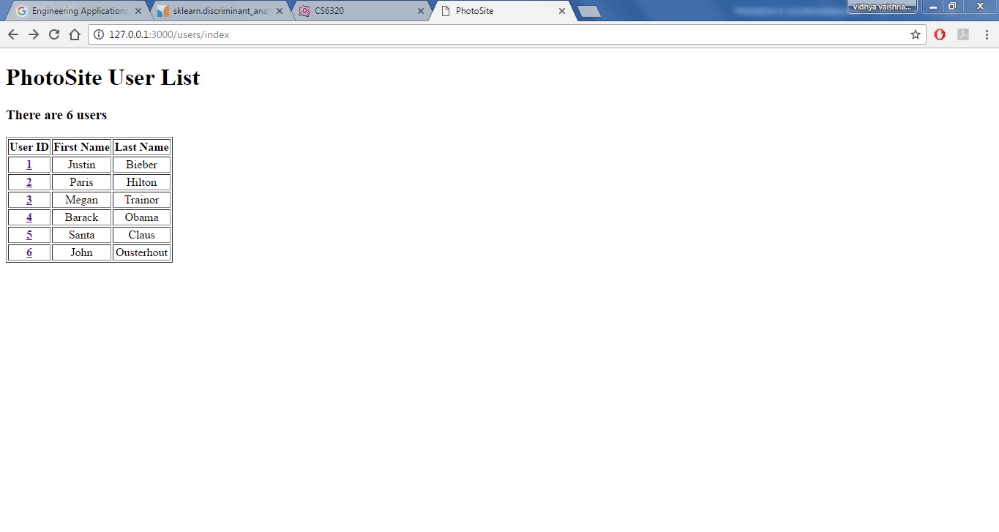 Engineering Applications
sklearn.discriminant_anal
CS6320
PhotoSite
vidhya vaishna...
127.0.0.1:3000/users/index
PhotoSite User List
There are 6 users
User ID First Name Last Name
1 Justin Bieber
2 Paris Hilton
3 Megan Trainor
4 Barack Obama
5 Santa Claus
6 John Ousterhout